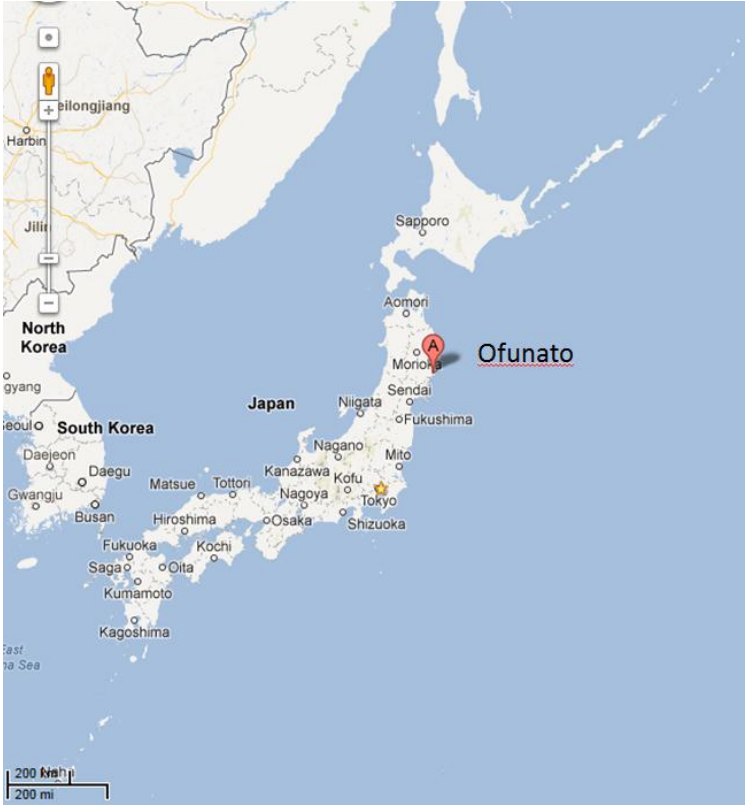 eilongjiang
Harbin
Jilin
Sapporo
Aomori
North
Korea
A
Ofunato
Morioka
gyang
Sendai
Japan
Niigata
Seoul
South Korea
Fukushima
Daejeon
Nagano
Mito
Daegu
Kanazawa
Kofu
Matsue
Tottori
Gwangju
Nagoya
Tokyo
Busan
Hiroshima
Osaka
Shizuoka
Fukuoka
Kochi
Saga
Oita
Kumamoto
Kagoshima
East
na Sea
200 km
200 mi